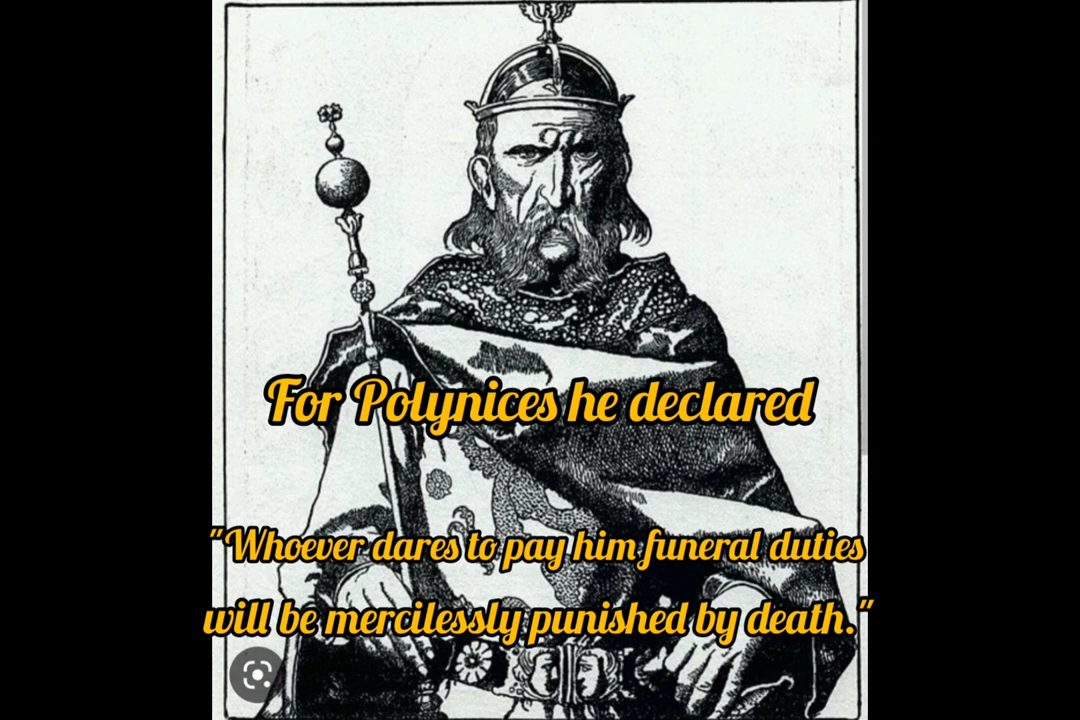 For Polynices he declared
"Whoever dares to pay him funeral duties
will be mercilessly punished by death."